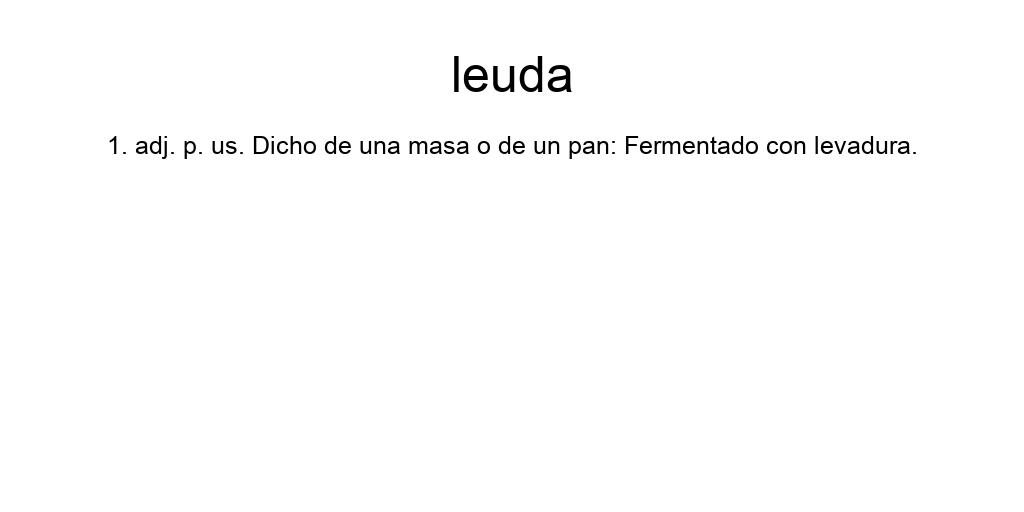 leuda
1. adj. p. us. Dicho de una masa o de un pan: Fermentado con levadura.